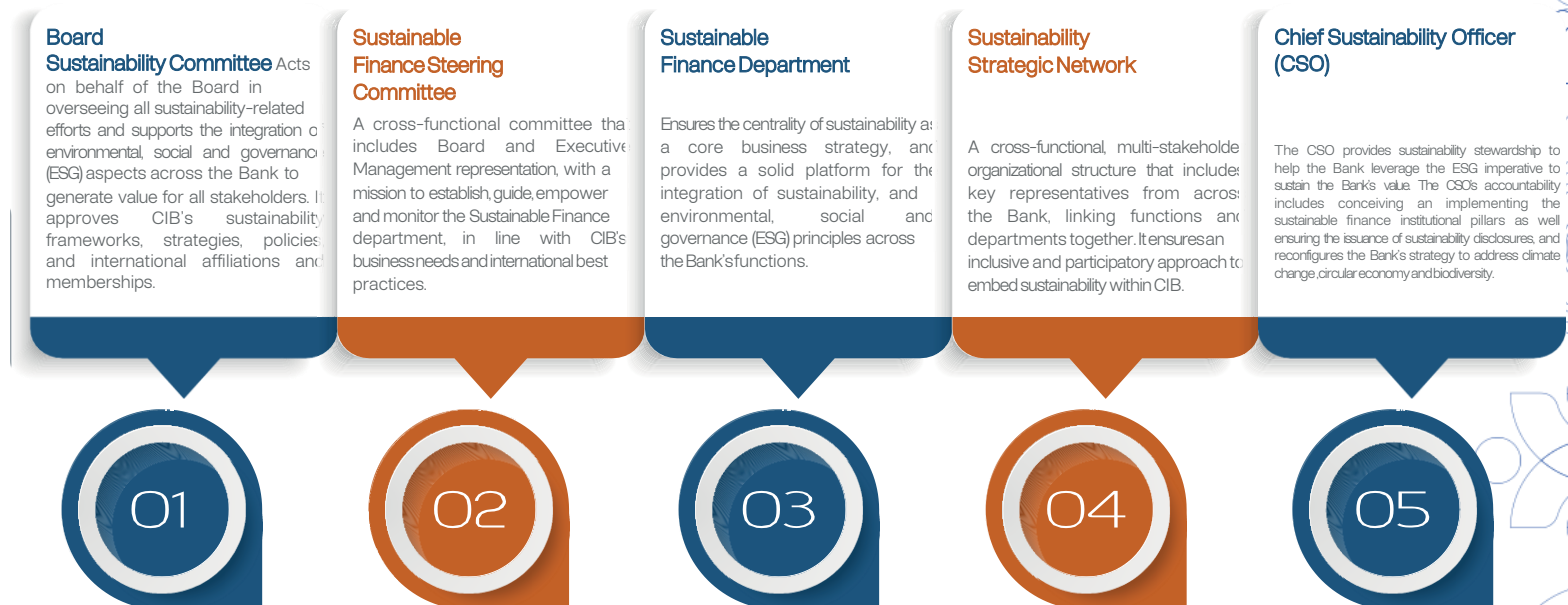 Board
Sustainability Committee Acts
on behalf of the Board in
overseeing all sustainability-related
efforts and supports the integration o
environmental, social and governanc
(ESG) aspects across the Bank to
generate value for all stakeholders. It
approves CIB's sustainability
frameworks, strategies, policies
and international affiliations and
memberships.
Sustainable
Finance Steering
Committee
A cross-functional committee tha
includes Board and Executive
Management representation, with a
mission to establish, guide, empower
and monitor the Sustainable Finance
department, in line with CIB's
business needs and international best
practices.
Sustainable
Finance Department
Ensures the centrality of sustainability as
a core business strategy, and
provides a solid platform for the
integration of sustainability, and
environmental, social and
governance (ESG) principles across
the Bank's functions.
Sustainability
Strategic Network
A cross-functional, multi-stakeholde
organizational structure that includes
key representatives from across
the Bank, linking functions and
departments together. It ensures an
inclusive and participatory approach to
embed sustainability within CIB.
Chief Sustainability Officer
(CSO)
The CSO provides sustainability stewardship to
help the Bank leverage the ESG imperative to
sustain the Bank's value. The CSO's accountability
includes conceiving an implementing the
sustainable finance institutional pillars as well
ensuring the issuance of sustainability disclosures, and
reconfigures the Bank's strategy to address climate
change, circular economy and biodiversity.
01
02
03
04
05